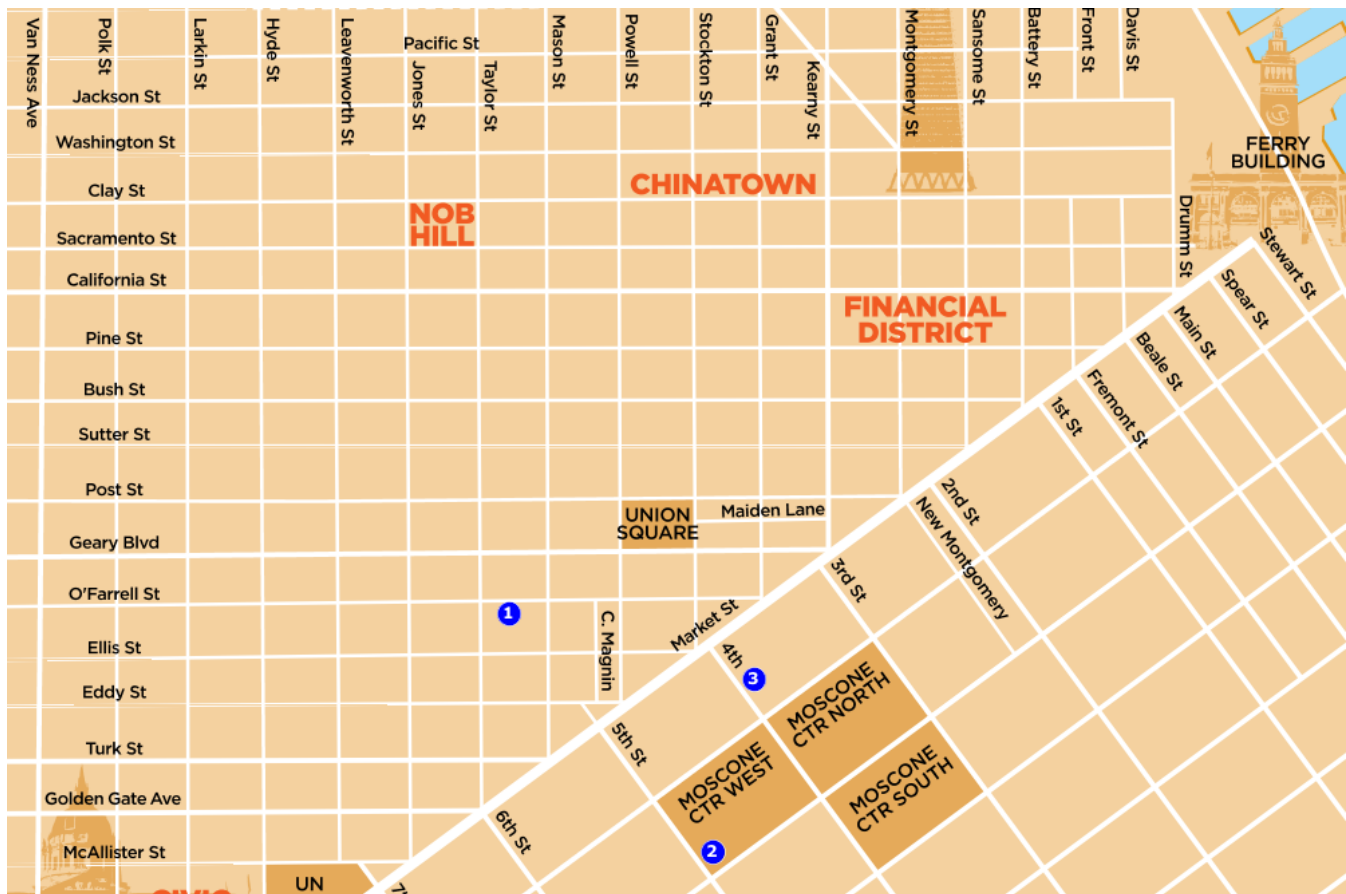 Van Ness Ave
Polk St
Larkin St
Hyde St
Leavenworth St
Pacific St
Jones St
Taylor St
Mason St
Powell St
Stockton St
Grant St
Kearny St
Montgomery St
Sansome St
Battery St
Front St
Davis St
Jackson St
Washington St
FERRY
BUILDING
Clay St
CHINATOWN
NOB
HILL
Sacramento St
Drumm St
California St
Stewart St
Spear St
FINANCIAL
DISTRICT
Main St
Pine St
Beale St
Bush St
Fremont St
1st St
Sutter St
Post St
2nd St
UNION
SQUARE
Maiden Lane
New Montgomery
Geary Blvd
3rd St
O'Farrell St
1
C. Magnin
Market St
Ellis St
4th
3
MOSCONE
CTR NORTH
Eddy St
5th St
Turk St
MOSCONE
CTR WEST
MOSCONE
CTR SOUTH
Golden Gate Ave
6th St
McAllister St
2
UN